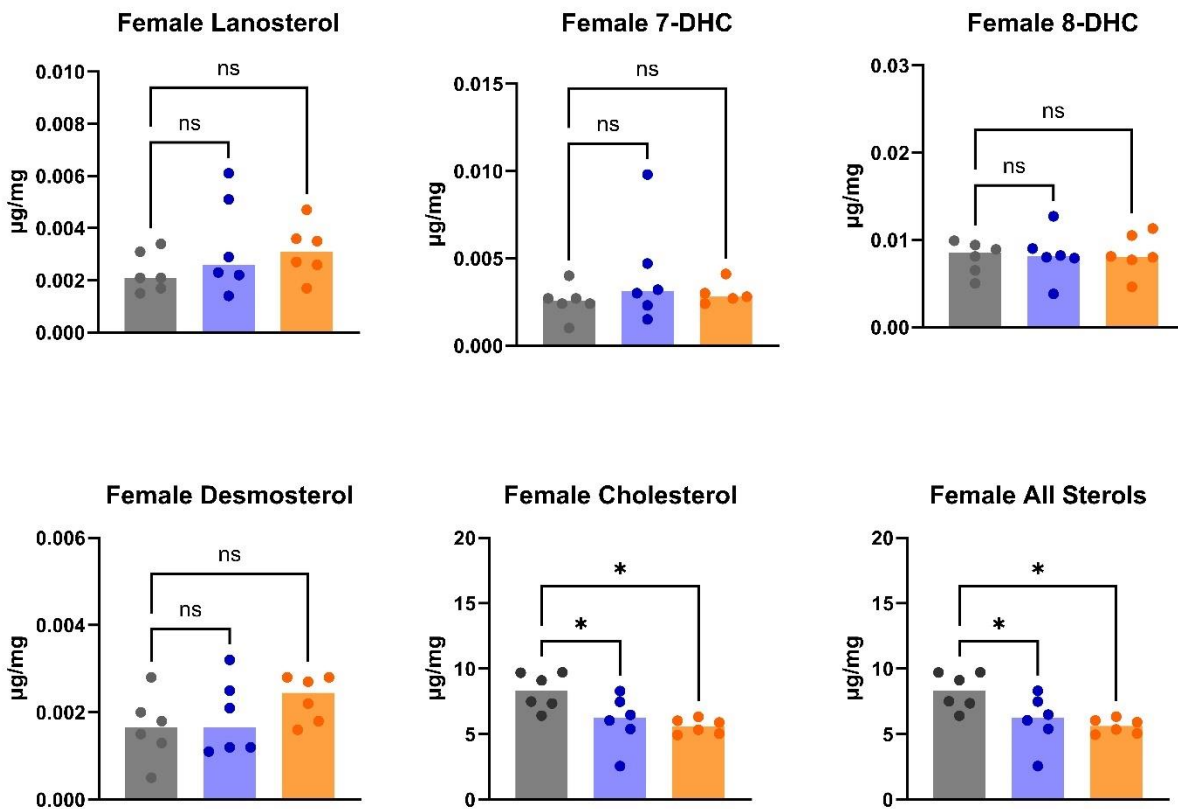 Female Lanosterol
0.010
0.008
0.006
0.004
0.002
0.000
µg/mg
ns
ns
Female 7-DHC
0.015
0.010
0.005
0.000
µg/mg
ns
ns
Female 8-DHC
0.03
0.02
0.01
0.00
µg/mg
ns
ns
Female Desmosterol
0.006
0.004
0.002
0.000
µg/mg
ns
ns
Female Cholesterol
20
15
10
5
0
µg/mg
*
*
Female All Sterols
20
15
10
5
0
µg/mg
*
*